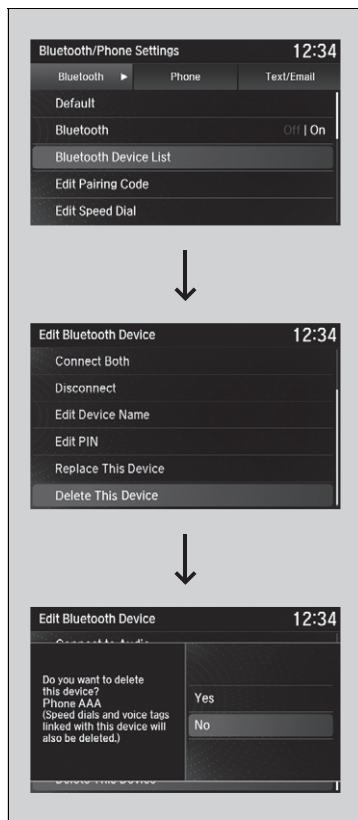 Bluetooth/Phone Settings 12:34
Bluetooth Phone Text/Email
Default
Bluetooth Off | On
Bluetooth Device List
Edit Pairing Code
Edit Speed Dial
Edit Bluetooth Device 12:34
Connect Both
Disconnect
Edit Device Name
Edit PIN
Replace This Device
Delete This Device
Edit Bluetooth Device 12:34
Do you want to delete
this device?
Phone AAA
(Speed dials and voice tags
linked with this device will
also be deleted.)
Yes
No